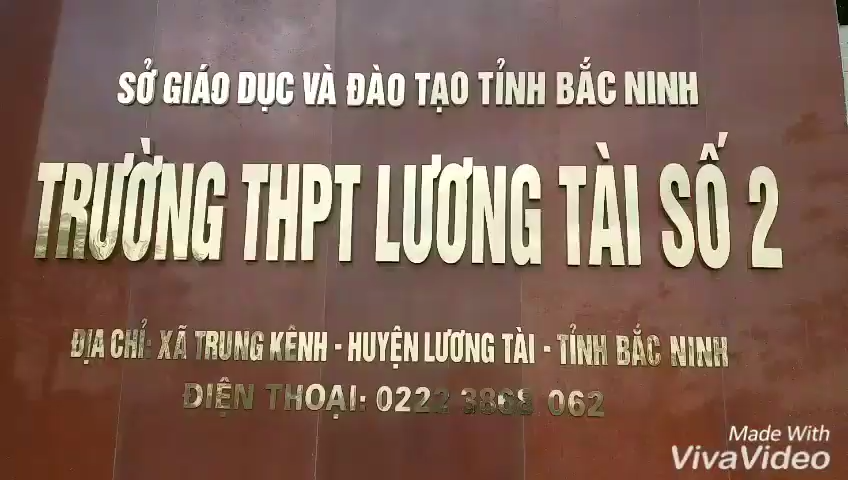 SỞ GIÁO DỤC VÀ ĐÀO TẠO TỈNH BẮC NINH
TRƯỜNG THPT LƯƠNG TÀI SỐ 2
ĐỊA CHỈ: XÃ TRUNG KÊNH - HUYỆN LƯƠNG TÀI - TỈNH BẮC NINH
ĐIỆN THOẠI: 0222 062
Made With
VivaVideo